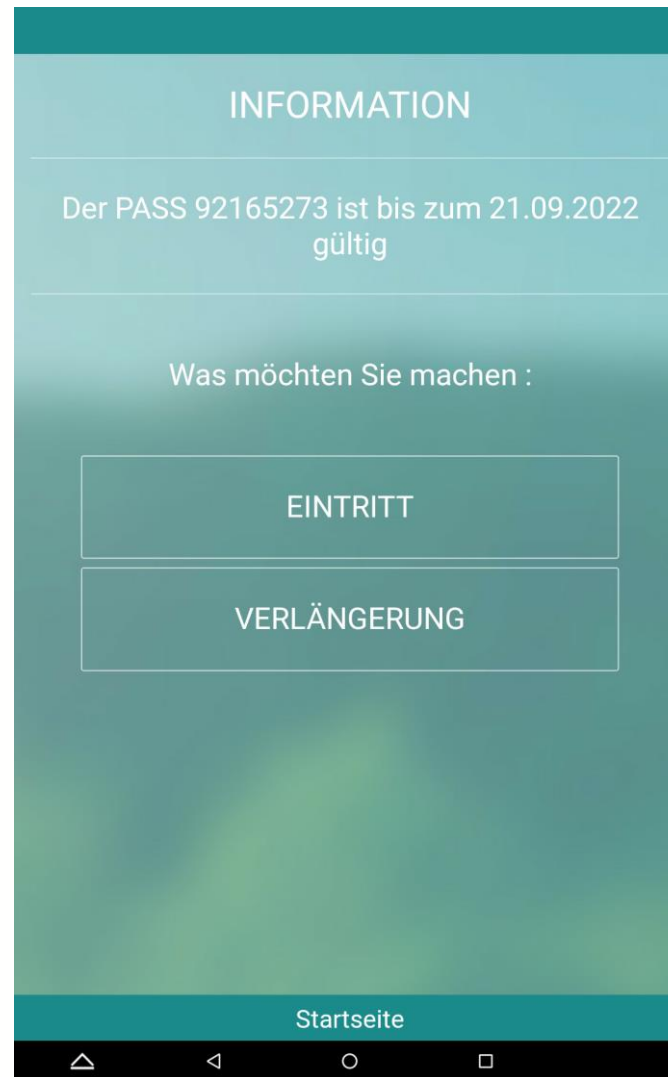 INFORMATION
Der PASS 92165273 ist bis zum 21.09.2022
gültig
Was möchten Sie machen :
EINTRITT
VERLÄNGERUNG
Startseite